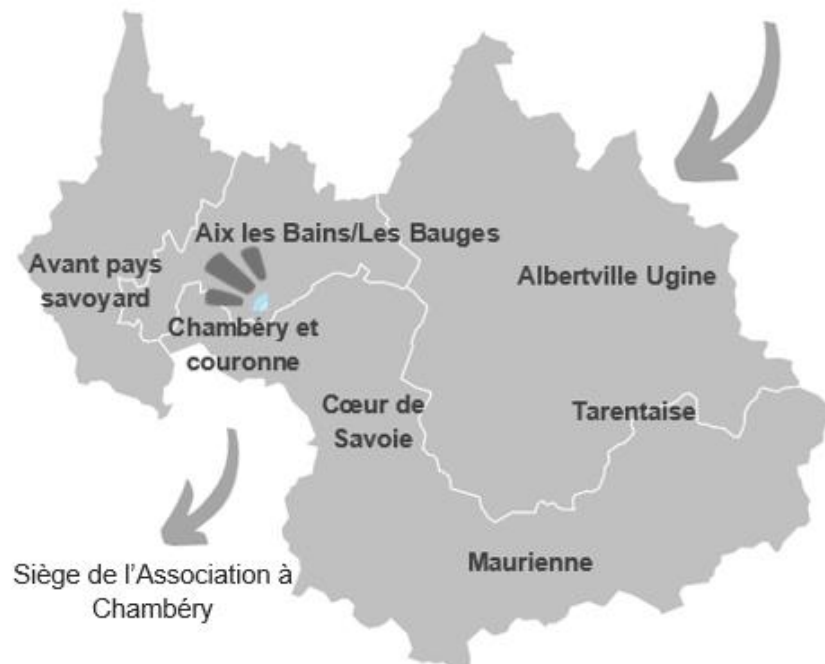 Aix les Bains/Les Bauges
Avant pays
savoyard
Albertville Ugine
Chambéry et
couronne
Cœur de
Savoie
Tarentaise
Maurienne
Siège de l'Association à
Chambéry